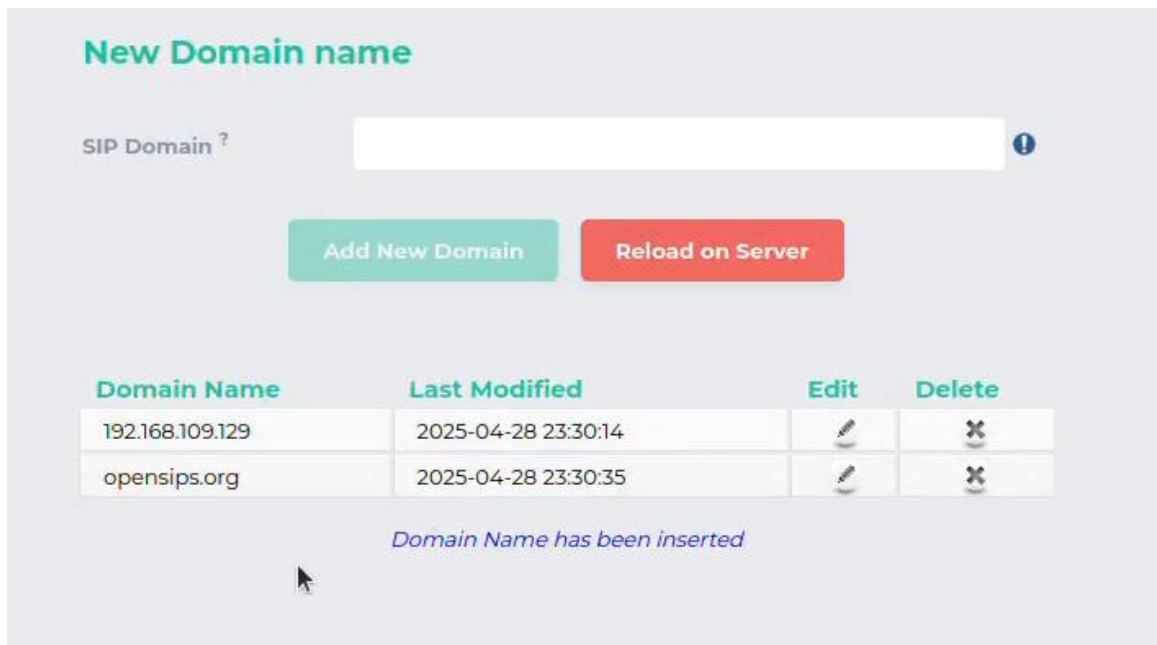 New Domain name
SIP Domain ?
Add New Domain Reload on Server
Domain Name Last Modified Edit Delete
192.168.109.129 2025-04-28 23:30:14
opensips.org 2025-04-28 23:30:35
Domain Name has been inserted